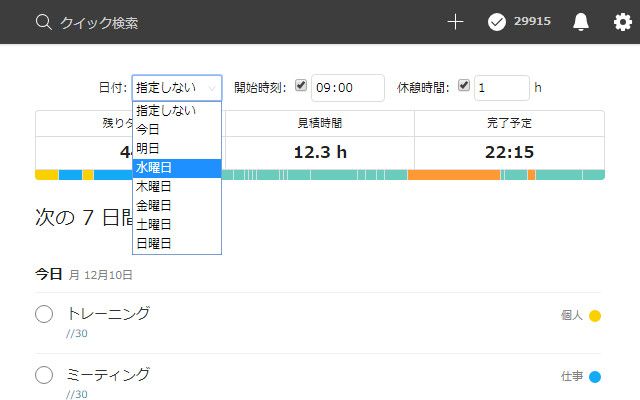 クイック検索
29915
日付: 指定しない 開始時刻: 09:00 休憩時間: 1 h
指定しない
今日
明日
水曜日
木曜日
金曜日
土曜日
日曜日
残り 見積時間 完了予定
12.3 h 22:15
次の 7 日間
今日 月 12月10日
トレーニング 個人
//30
ミーティング 仕事
//30